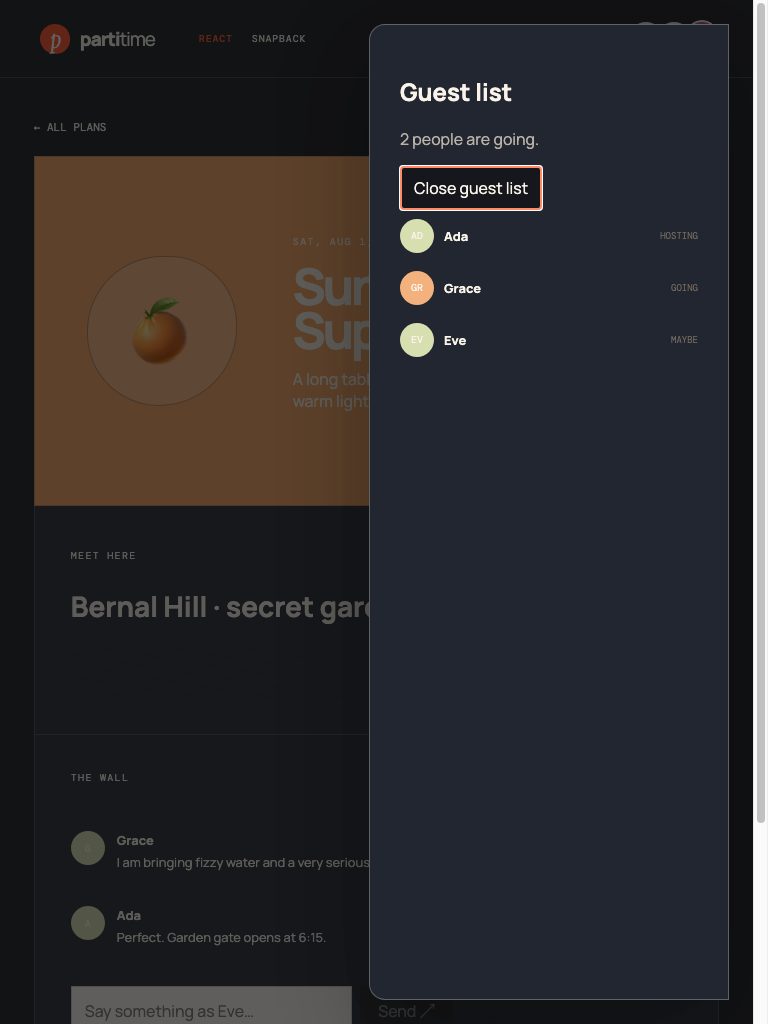 partitime
REACT
SNAPBACK
← ALL PLANS
SAT, AUG 1
Sun
Sup
A long tabl
warm light
MEET HERE
Bernal Hill · secret gard
THE WALL
Grace
I am bringing fizzy water and a very serious
Ada
Perfect. Garden gate opens at 6:15.
Say something as Eve…
Send ↗
Guest list
2 people are going.
Close guest list
AD
Ada
HOSTING
GR
Grace
GOING
EV
Eve
MAYBE